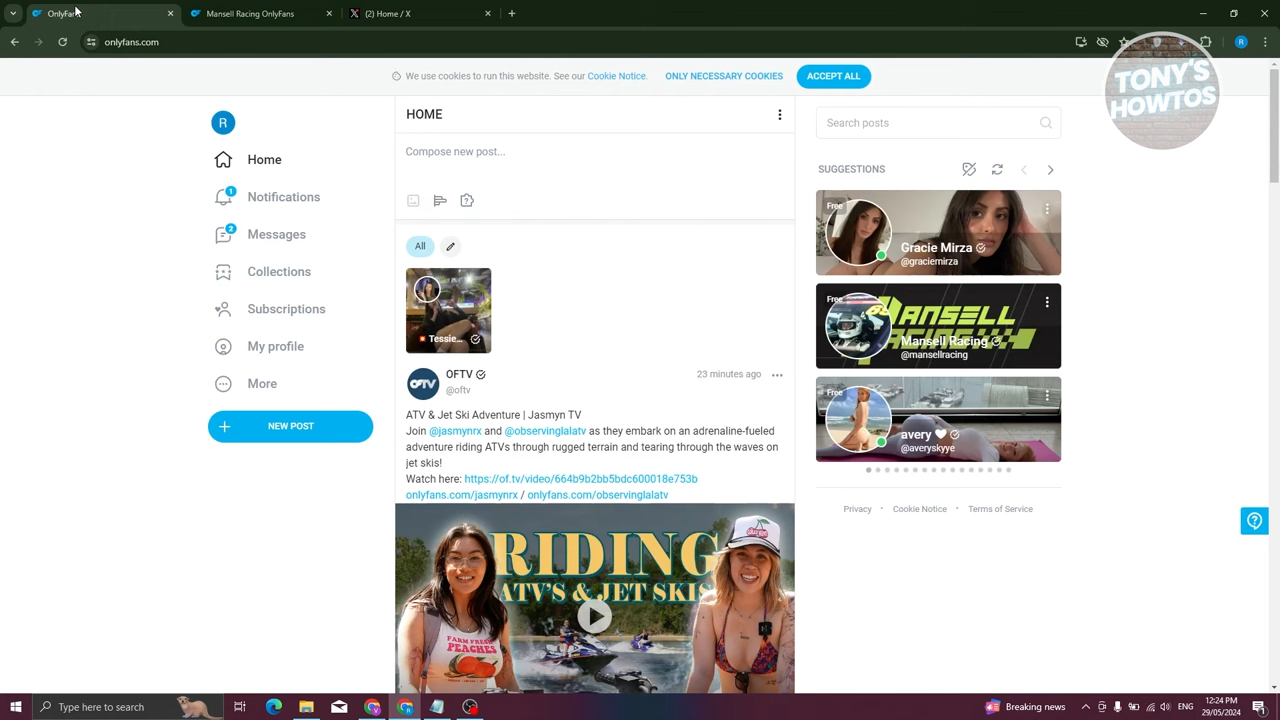 OnlyFans
Mansell Racing OnlyFans
(2) Home / X
onlyfans.com
R
TONY'S
HOWTOS
We use cookies to run this website. See our Cookie Notice.
ONLY NECESSARY COOKIES
ACCEPT ALL
R
Home
1
Notifications
2
Messages
Collections
Subscriptions
My profile
More
NEW POST
HOME
Compose new post...
All
Tessie...
OFTV
@oftv
23 minutes ago
ATV & Jet Ski Adventure | Jasmyn TV
Join @jasmynrx and @observinglalatv as they embark on an adrenaline-fueled
adventure riding ATVs through rugged terrain and tearing through the waves on
jet skis!
Watch here: https://of.tv/video/664b9b2bb5bdc600018e753b
onlyfans.com/jasmynrx / onlyfans.com/observinglalatv
RIDING
ATV'S & JET SKIS
FARM FRESH
PEACHES
Search posts
SUGGESTIONS
Free
Gracie Mirza
@graciemirza
Free
MANSELL
RACING
Mansell Racing
@mansellracing
Free
avery
@averyskyye
Privacy • Cookie Notice • Terms of Service
Type here to search
Breaking news
ENG
12:24 PM
29/05/2024